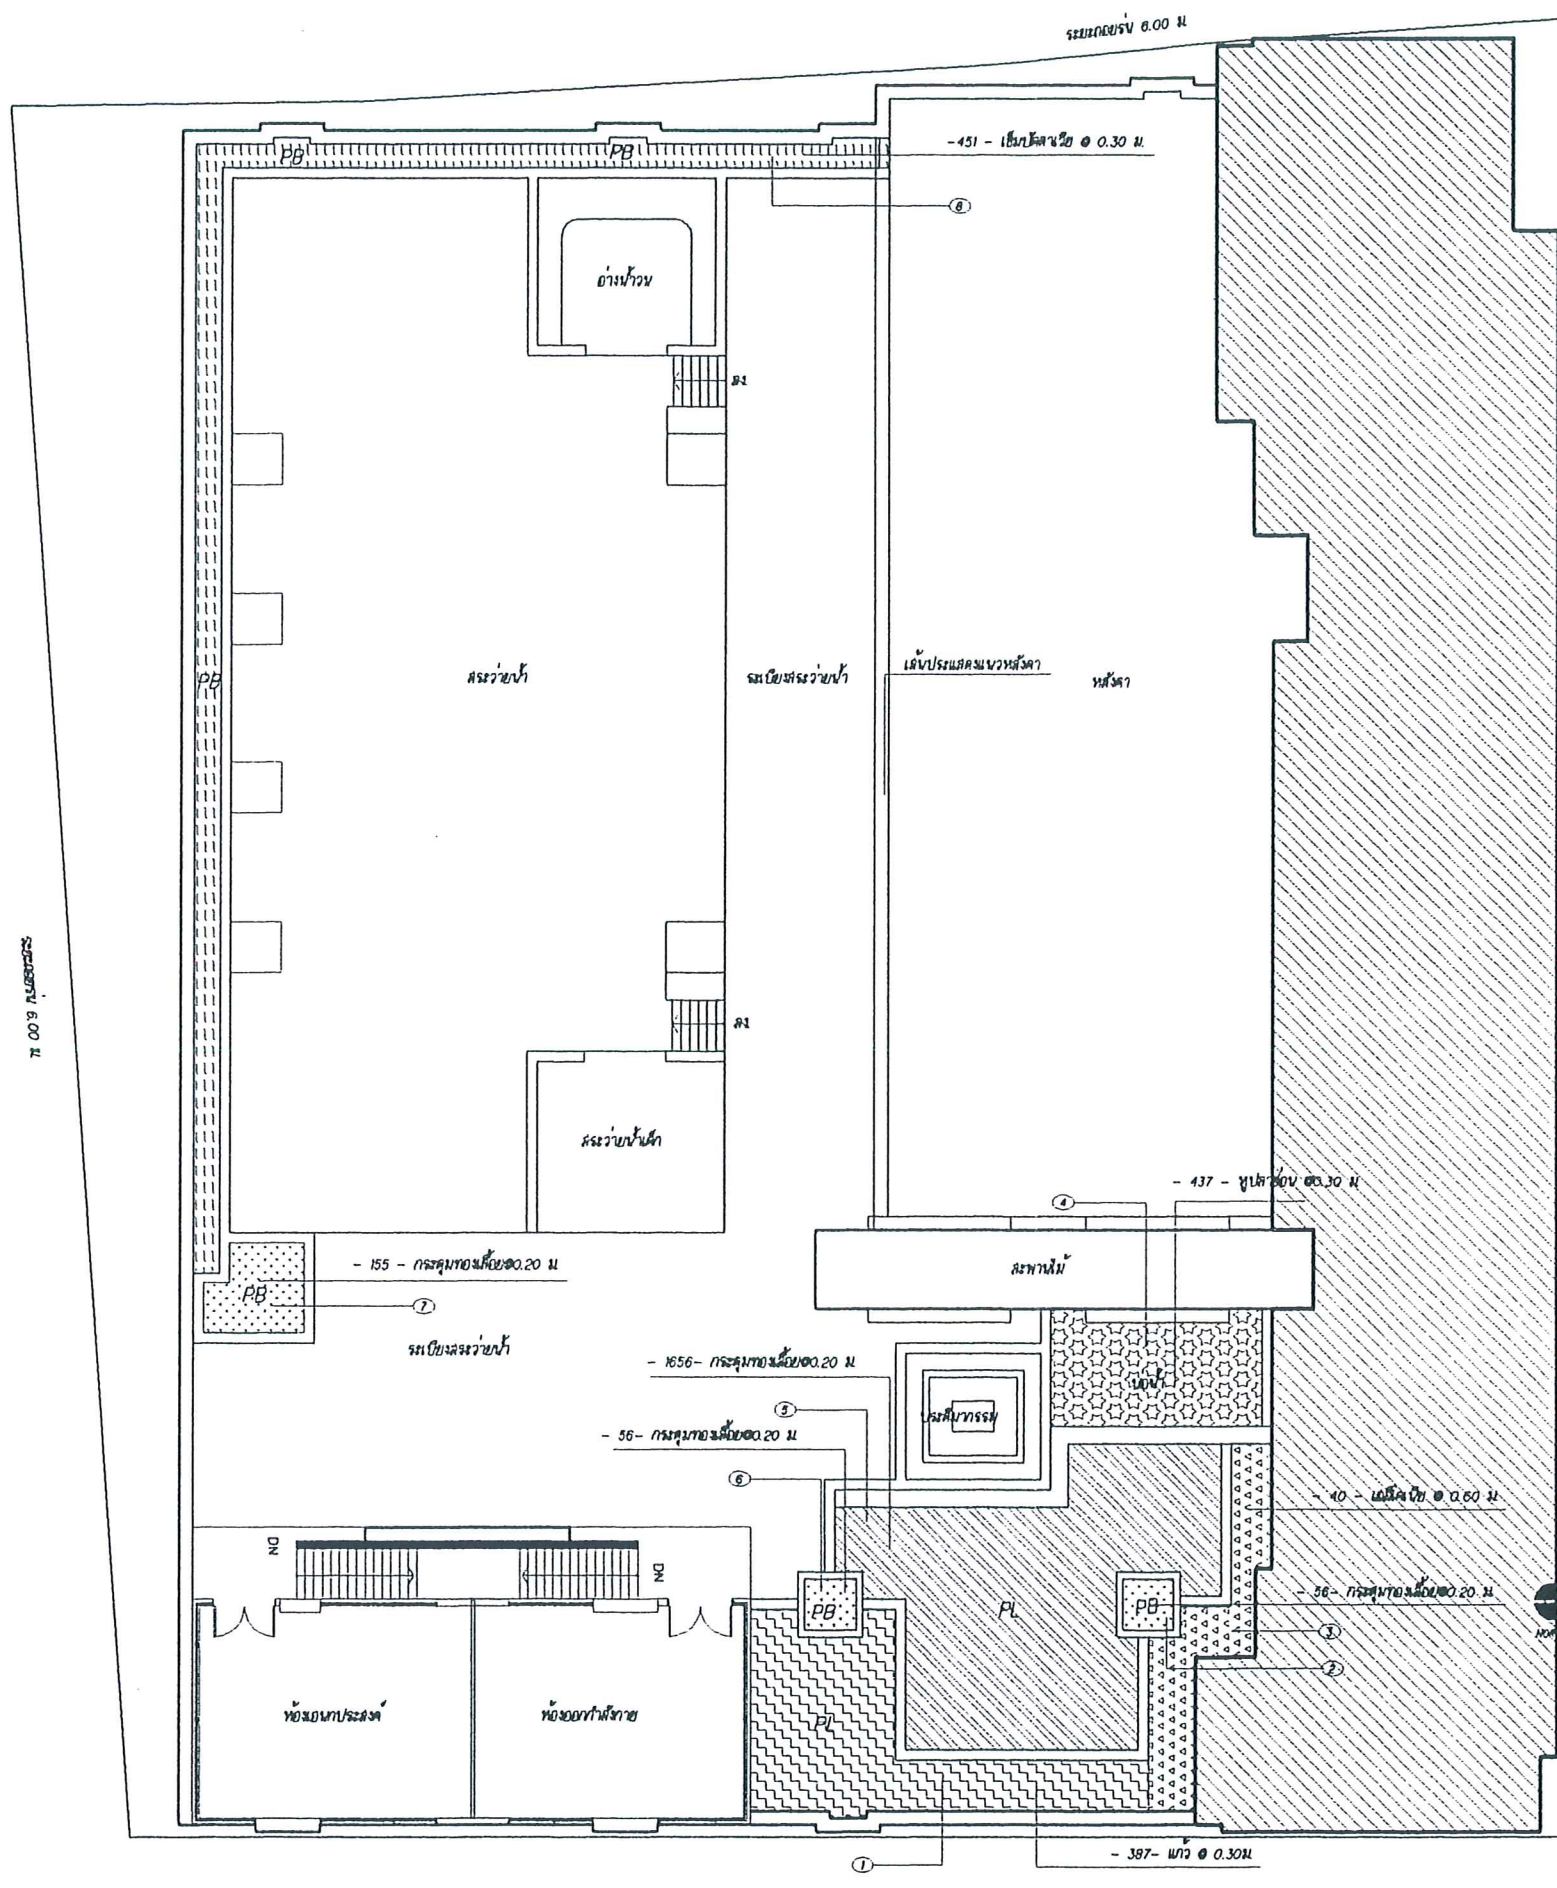 ระยะถอยร่น 6.00 ม
PB
PB
-451 - เข็มปัตตาเวีย @ 0.30 ม.
8
อ่างน้ำวน
ลง
PB
สระว่ายน้ำ
ระเบียงสระว่ายน้ำ
เส้นประแสดงแนวหลังคา
หลังคา
ระยะถอยร่น 6.00 ม
ลง
สระว่ายน้ำเด็ก
- 437 - หูปลาช่อน @0.30 ม
4
- 155 - กระดุมทองเลื้อย@0.20 ม
PB
7
สะพานไม้
ระเบียงสระว่ายน้ำ
- 1656- กระดุมทองเลื้อย@0.20 ม
บ่อน้ำ
5
ประติมากรรม
- 56- กระดุมทองเลื้อย@0.20 ม
6
- 40 - เฮลิโคเนีย @ 0.60 ม
DN
DN
PB
PL
PB
- 56- กระดุมทองเลื้อย@0.20 ม
3
2
ห้องอเนกประสงค์
ห้องออกกำลังกาย
PL
1
- 387- แก้ว @ 0.30ม